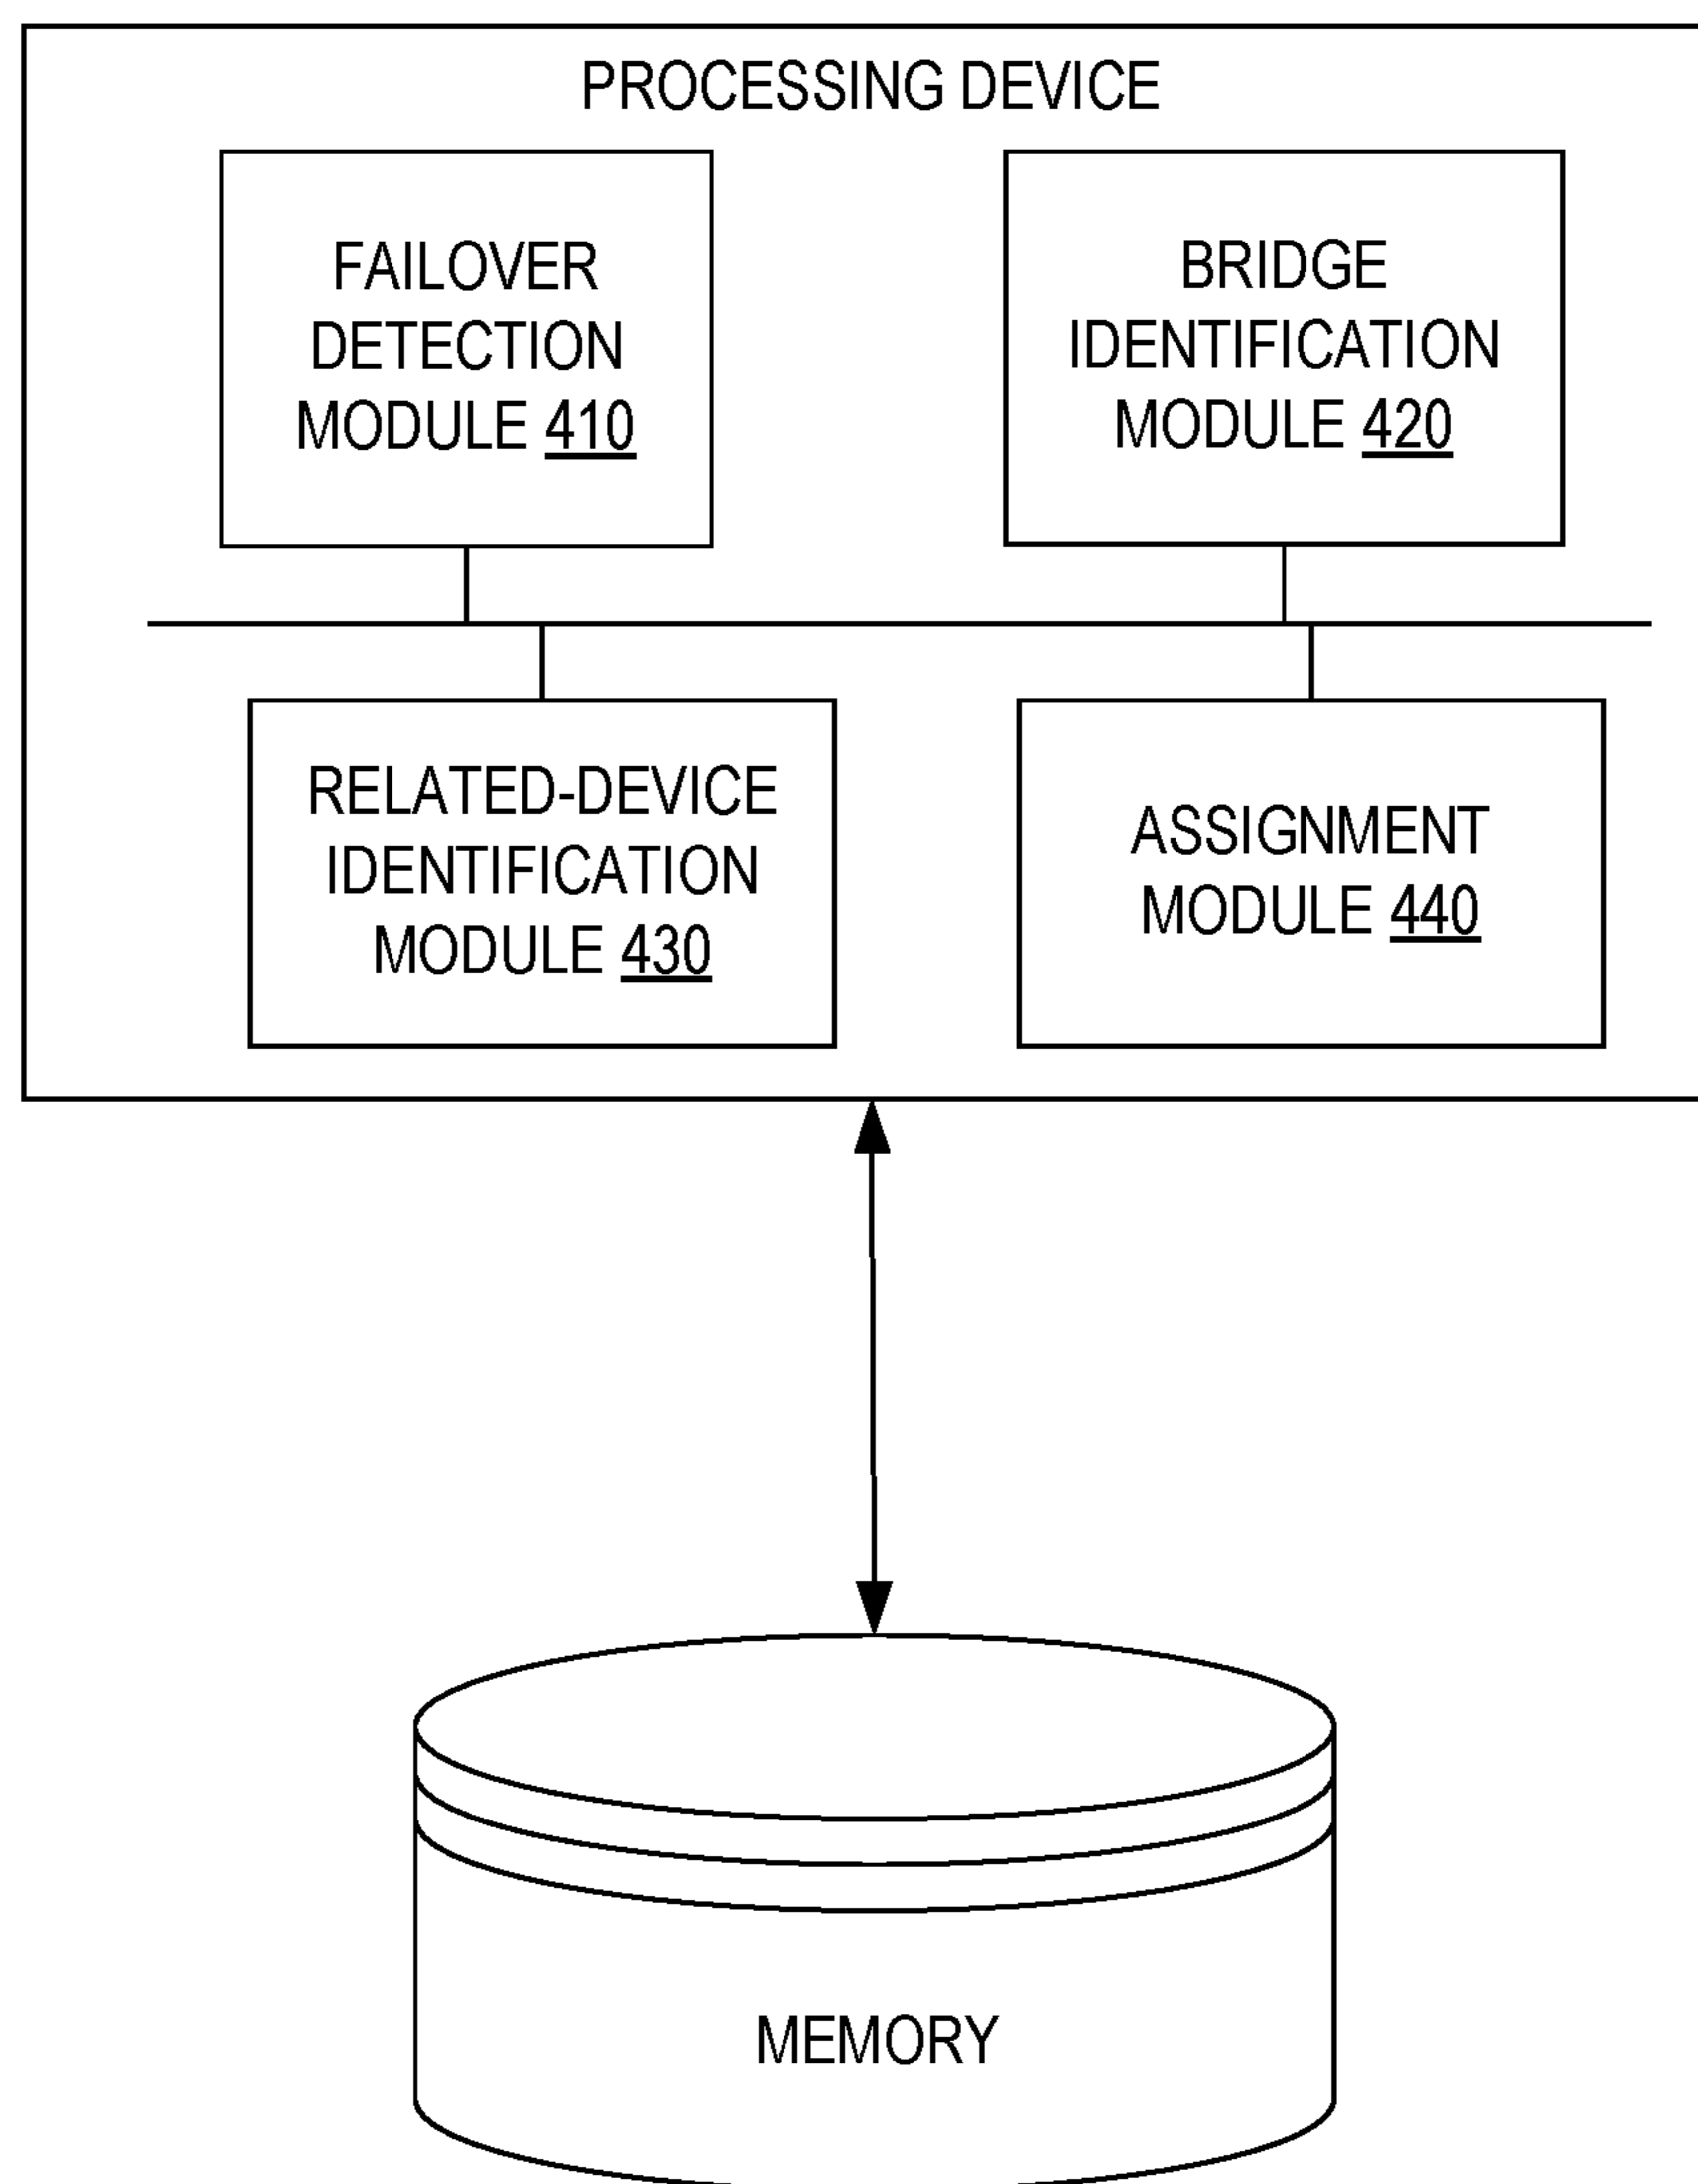 PROCESSING DEVICE
FAILOVER
DETECTION
MODULE 410
BRIDGE
IDENTIFICATION
MODULE 420
RELATED-DEVICE
IDENTIFICATION
MODULE 430
ASSIGNMENT
MODULE 440
MEMORY